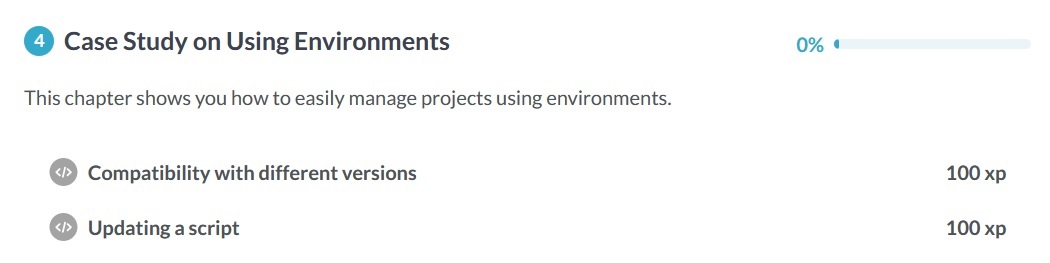 4 Case Study on Using Environments 0%
This chapter shows you how to easily manage projects using environments.
</> Compatibility with different versions 100 xp
</> Updating a script 100 xp